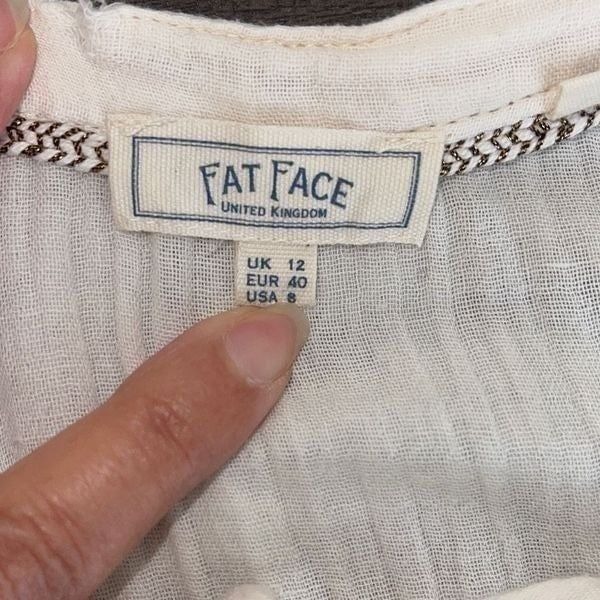 FAT FACE
UNITED KINGDOM
UK 12
EUR 40
USA 8